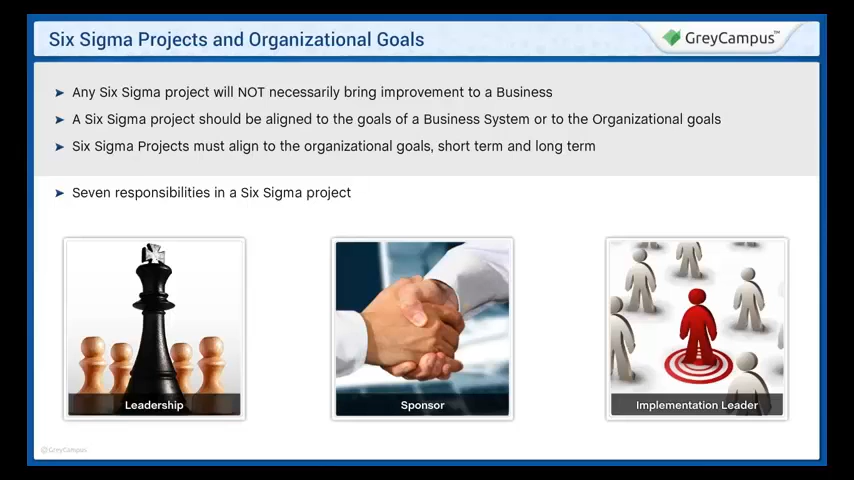 Six Sigma Projects and Organizational Goals
GreyCampus™
Any Six Sigma project will NOT necessarily bring improvement to a Business
A Six Sigma project should be aligned to the goals of a Business System or to the Organizational goals
Six Sigma Projects must align to the organizational goals, short term and long term
Seven responsibilities in a Six Sigma project
Leadership
Sponsor
Implementation Leader
©GreyCampus